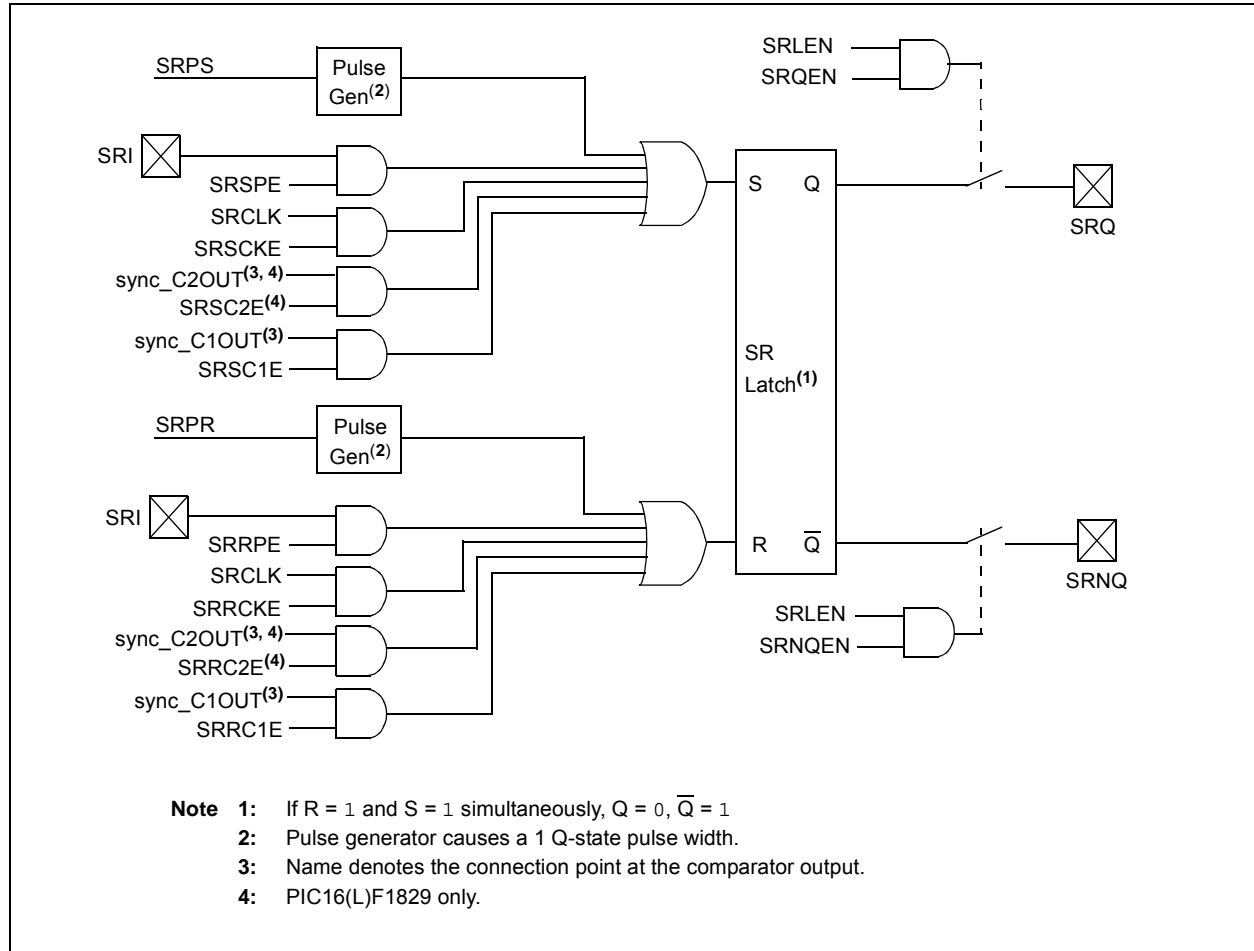 SRPS
Pulse
Gen(2)
SRI
SRSPE
SRCLK
SRSCKE
sync_C2OUT(3, 4)
SRSC2E(4)
sync_C1OUT(3)
SRSC1E
SRPR
Pulse
Gen(2)
SRI
SRRPE
SRCLK
SRRCKE
sync_C2OUT(3, 4)
SRRC2E(4)
sync_C1OUT(3)
SRRC1E
S Q
SR
Latch(1)
R Q̅
SRLEN
SRQEN
SRQ
SRNQ
SRLEN
SRNQEN
Note 1: If R = 1 and S = 1 simultaneously, Q = 0, Q̅ = 1
2: Pulse generator causes a 1 Q-state pulse width.
3: Name denotes the connection point at the comparator output.
4: PIC16(L)F1829 only.